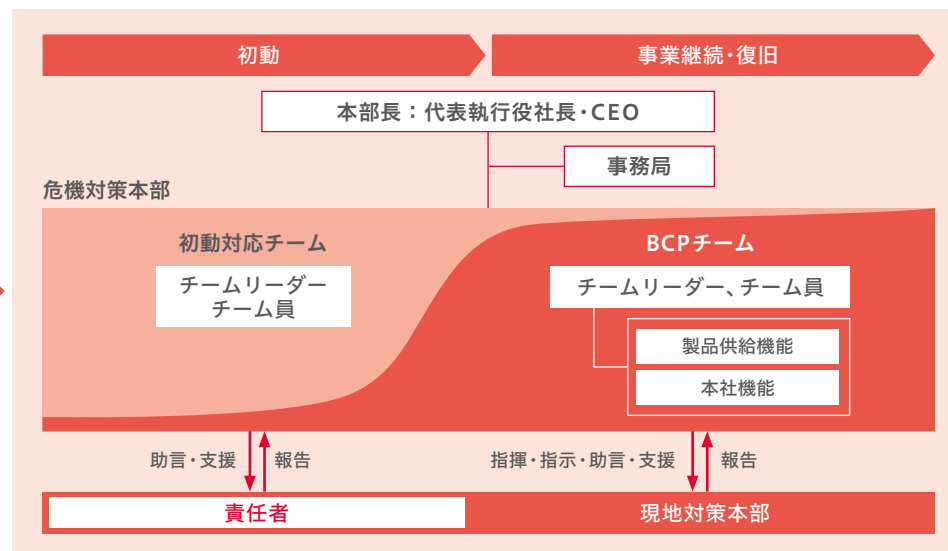 初動
事業継続・復旧
本部長：代表執行役社長・CEO
事務局
危機対策本部
初動対応チーム
チームリーダー
チーム員
BCPチーム
チームリーダー、チーム員
製品供給機能
本社機能
助言・支援
報告
指揮・指示・助言・支援
報告
責任者
現地対策本部